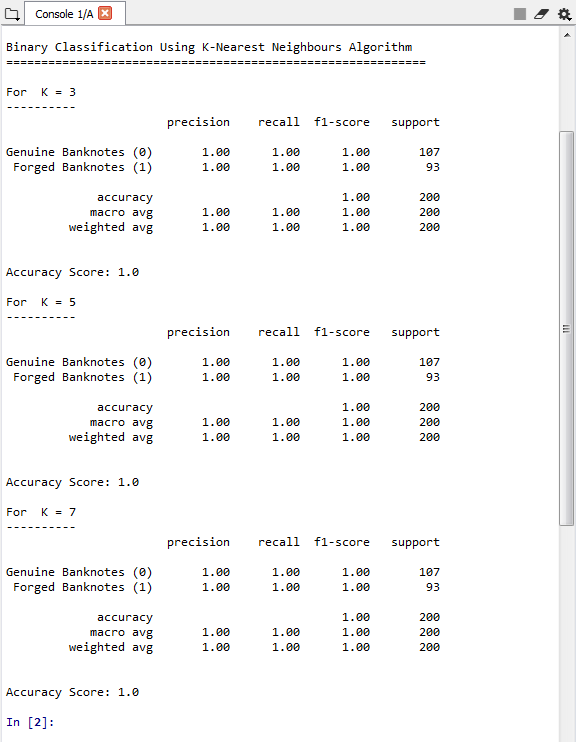 Console 1/A
Binary Classification Using K-Nearest Neighbours Algorithm
============================================================
For  K = 3
----------
precision    recall  f1-score   support
Genuine Banknotes (0)       1.00      1.00      1.00       107
Forged Banknotes (1)       1.00      1.00      1.00        93
accuracy                           1.00       200
macro avg       1.00      1.00      1.00       200
weighted avg       1.00      1.00      1.00       200
Accuracy Score: 1.0
For  K = 5
----------
precision    recall  f1-score   support
Genuine Banknotes (0)       1.00      1.00      1.00       107
Forged Banknotes (1)       1.00      1.00      1.00        93
accuracy                           1.00       200
macro avg       1.00      1.00      1.00       200
weighted avg       1.00      1.00      1.00       200
Accuracy Score: 1.0
For  K = 7
----------
precision    recall  f1-score   support
Genuine Banknotes (0)       1.00      1.00      1.00       107
Forged Banknotes (1)       1.00      1.00      1.00        93
accuracy                           1.00       200
macro avg       1.00      1.00      1.00       200
weighted avg       1.00      1.00      1.00       200
Accuracy Score: 1.0
In [2]: